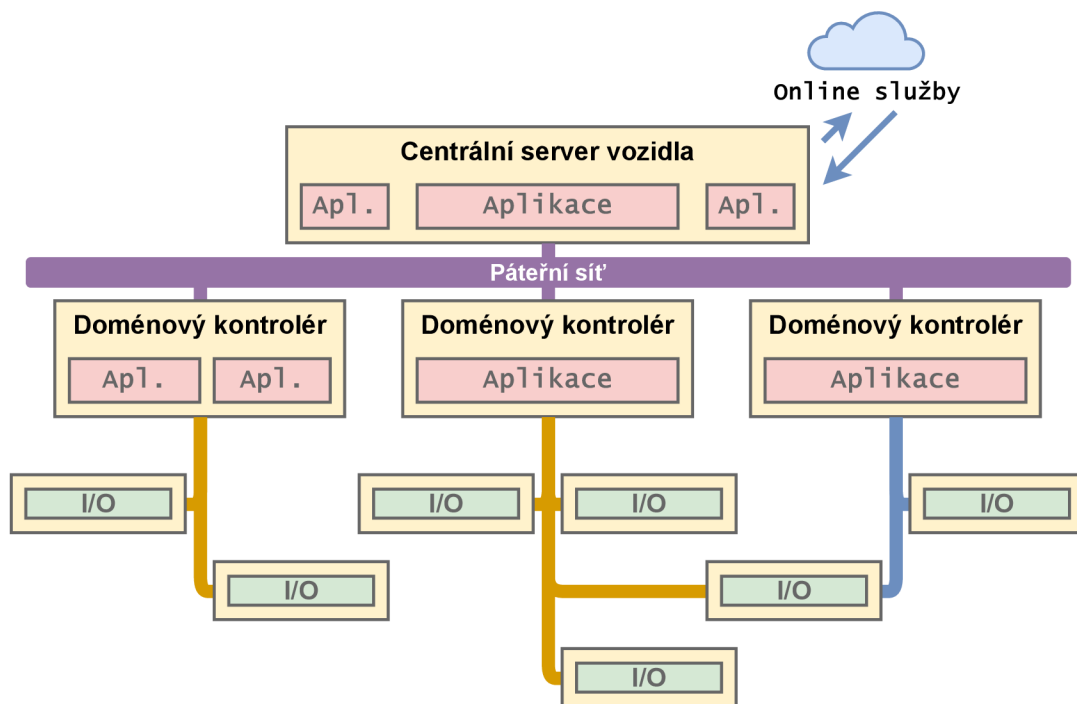 Online služby
Centrální server vozidla
Apl.
Aplikace
Apl.
Páteřní síť
Doménový kontrolér
Apl.
Apl.
Doménový kontrolér
Aplikace
Doménový kontrolér
Aplikace
I/O
I/O
I/O
I/O
I/O
I/O
I/O